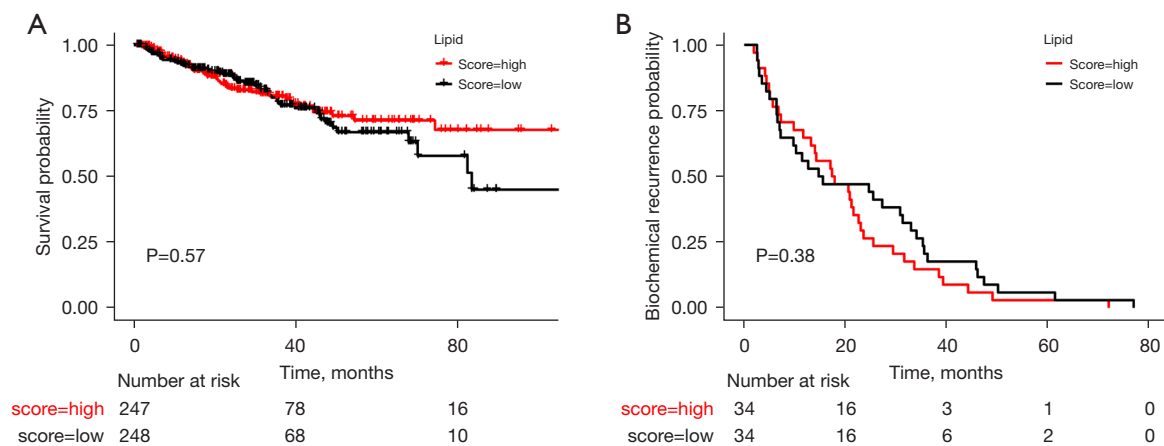 A
Survival probability
1.00
0.75
0.50
0.25
0.00
Lipid
Score=high
Score=low
P=0.57
0 40 80
Time, months
Number at risk
score=high 247 78 16
score=low 248 68 10
B
Biochemical recurrence probability
1.00
0.75
0.50
0.25
0.00
Lipid
Score=high
Score=low
P=0.38
0 20 40 60 80
Time, months
Number at risk
score=high 34 16 3 1 0
score=low 34 16 6 2 0